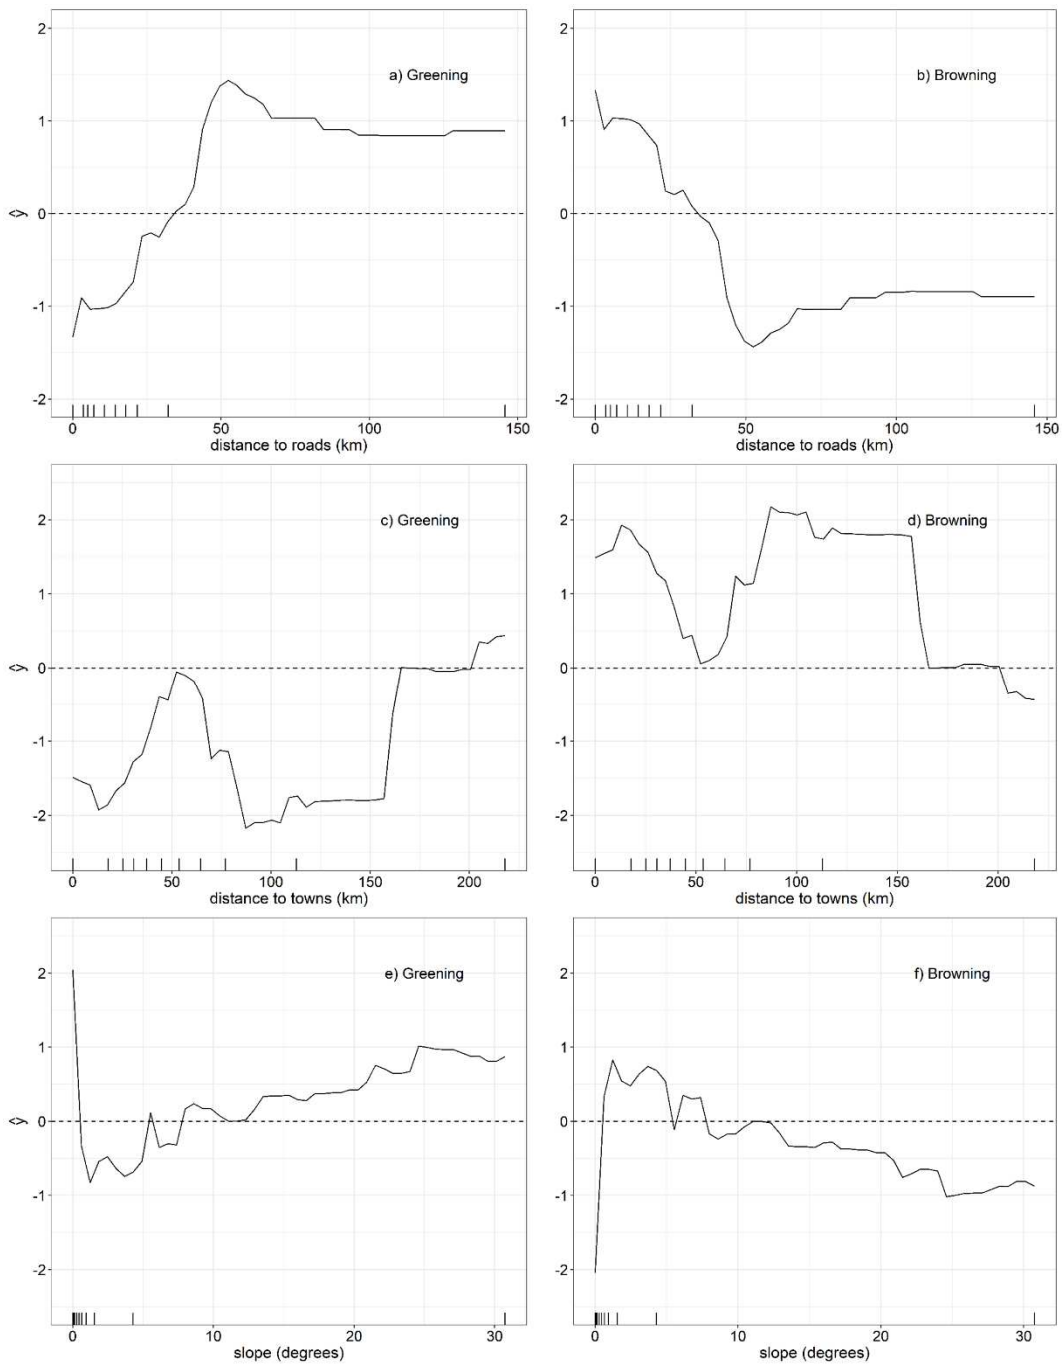 a) Greening
b) Browning
ŷ
2
1
0
-1
-2
2
1
0
-1
-2
0 50 100 150
0 50 100 150
distance to roads (km)
distance to roads (km)
c) Greening
d) Browning
ŷ
2
1
0
-1
-2
2
1
0
-1
-2
0 50 100 150 200
0 50 100 150 200
distance to towns (km)
distance to towns (km)
e) Greening
f) Browning
ŷ
2
1
0
-1
-2
2
1
0
-1
-2
0 10 20 30
0 10 20 30
slope (degrees)
slope (degrees)